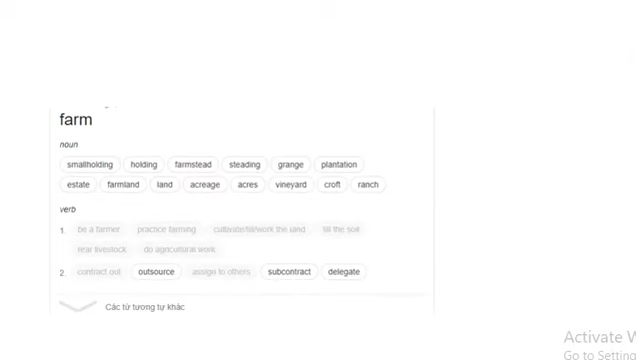 farm
noun
smallholding holding farmstead steading grange plantation
estate farmland land acreage acres vineyard croft ranch
verb
1. be a farmer practice farming cultivate/till/work the land till the soil
rear livestock do agricultural work
2. contract out outsource assign to others subcontract delegate
Các từ tương tự khác
Activate
Go to Setting